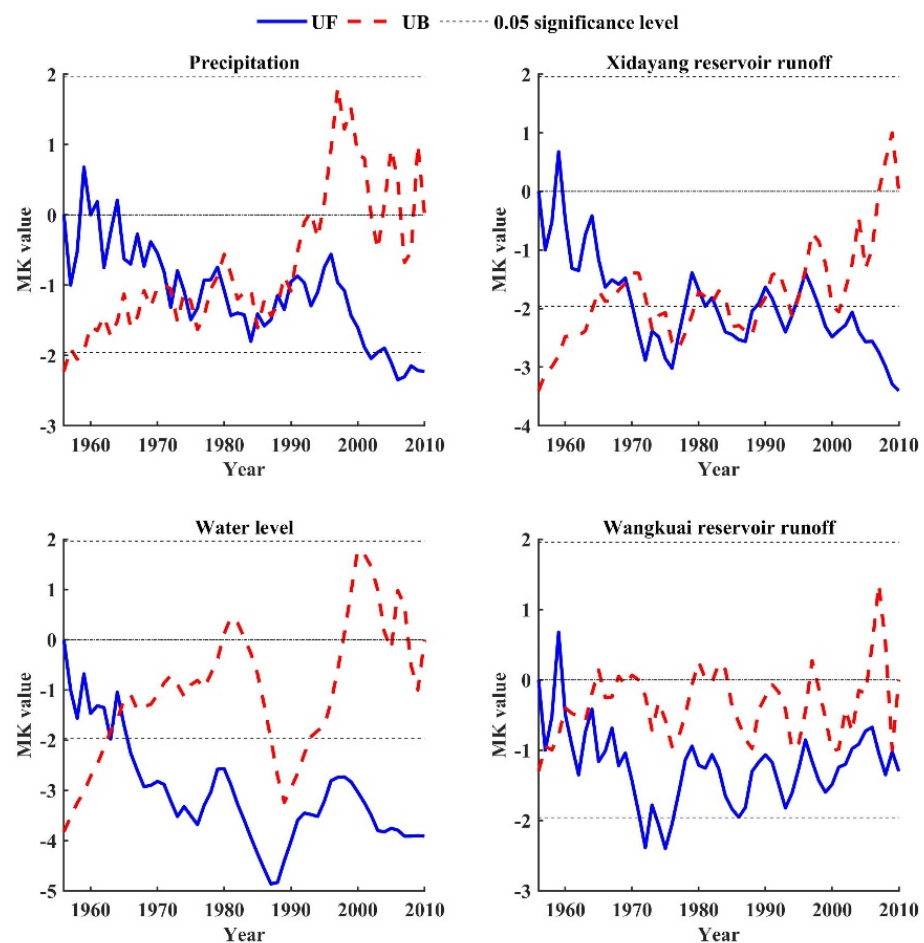 UF UB 0.05 significance level
Precipitation
MK value
2
1
0
-1
-2
-3
1960 1970 1980 1990 2000 2010
Year
Xidayang reservoir runoff
MK value
2
1
0
-1
-2
-3
-4
1960 1970 1980 1990 2000 2010
Year
Water level
MK value
2
1
0
-1
-2
-3
-4
-5
1960 1970 1980 1990 2000 2010
Year
Wangkuai reservoir runoff
MK value
2
1
0
-1
-2
-3
1960 1970 1980 1990 2000 2010
Year